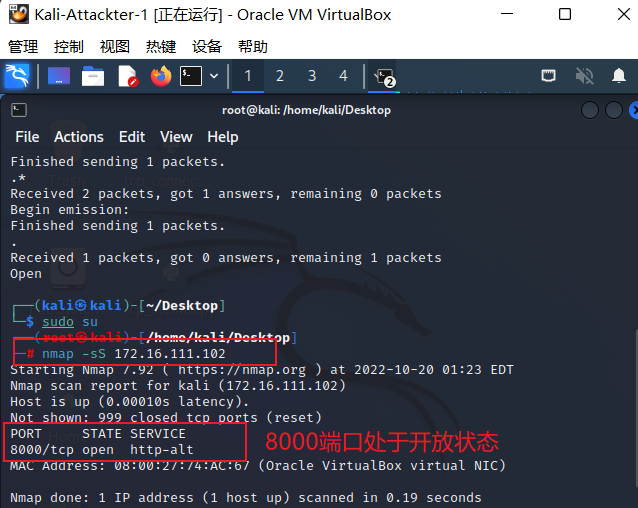 Kali-Attackter-1 [正在运行] - Oracle VM VirtualBox
管理 控制 视图 热键 设备 帮助
1 2 3 4 2
root@kali: /home/kali/Desktop
File Actions Edit View Help
Finished sending 1 packets.
.*
Received 2 packets, got 1 answers, remaining 0 packets
Begin emission:
Finished sending 1 packets.
.
Received 1 packets, got 0 answers, remaining 1 packets
Open
┌──(kali㉿kali)-[~/Desktop]
└─$ sudo su
┌──(root㉿kali)-[/home/kali/Desktop]
└─# nmap -sS 172.16.111.102
Starting Nmap 7.92 ( https://nmap.org ) at 2022-10-20 01:23 EDT
Nmap scan report for kali (172.16.111.102)
Host is up (0.00010s latency).
Not shown: 999 closed tcp ports (reset)
PORT STATE SERVICE
8000/tcp open http-alt
8000端口处于开放状态
MAC Address: 08:00:27:74:AC:67 (Oracle VirtualBox virtual NIC)
Nmap done: 1 IP address (1 host up) scanned in 0.19 seconds